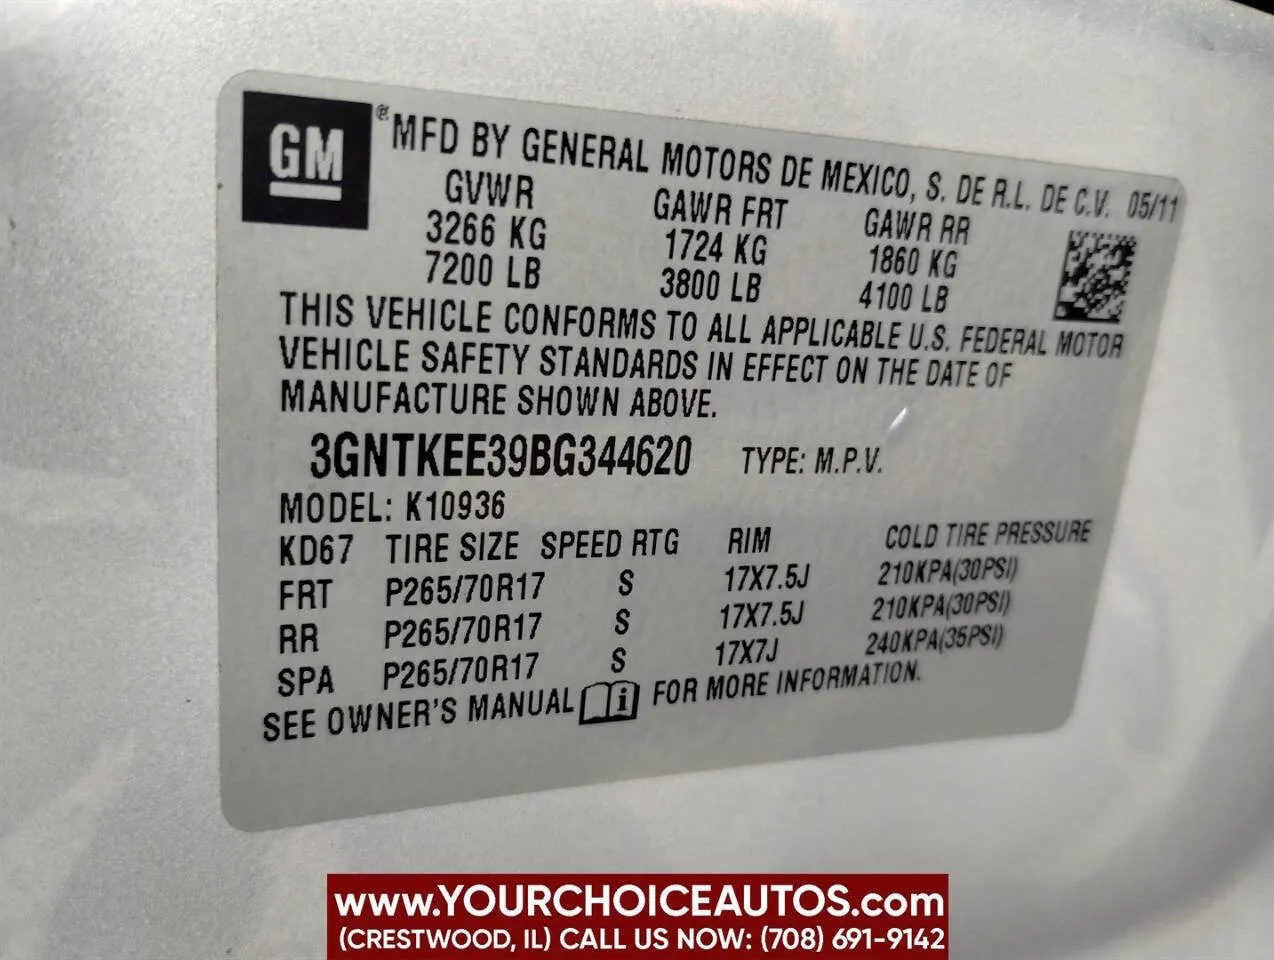 GM ® MFD BY GENERAL MOTORS DE MEXICO, S. DE R.L. DE C.V. 05/11
GVWR GAWR FRT GAWR RR
3266 KG 1724 KG 1860 KG
7200 LB 3800 LB 4100 LB
THIS VEHICLE CONFORMS TO ALL APPLICABLE U.S. FEDERAL MOTOR
VEHICLE SAFETY STANDARDS IN EFFECT ON THE DATE OF
MANUFACTURE SHOWN ABOVE.
3GNTKEE39BG344620 TYPE: M.P.V.
MODEL: K10936
KD67 TIRE SIZE SPEED RTG RIM COLD TIRE PRESSURE
FRT P265/70R17 S 17X7.5J 210KPA(30PSI)
RR P265/70R17 S 17X7.5J 210KPA(30PSI)
SPA P265/70R17 S 17X7J 240KPA(35PSI)
SEE OWNER'S MANUAL i FOR MORE INFORMATION.
www.YOURCHOICEAUTOS.com
(CRESTWOOD, IL) CALL US NOW: (708) 691-9142